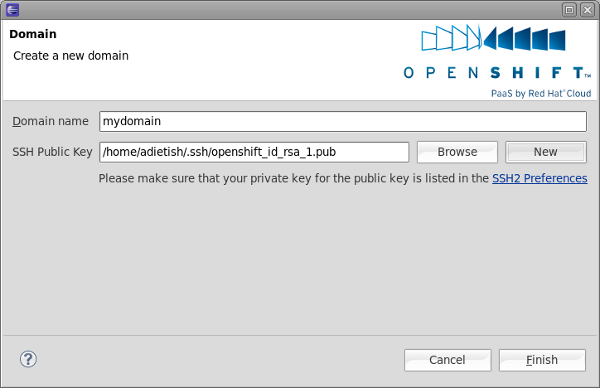 Domain
Create a new domain
OPENSHIFT™
PaaS by Red Hat® Cloud
Domain name mydomain
SSH Public Key /home/adietish/.ssh/openshift_id_rsa_1.pub Browse New
Please make sure that your private key for the public key is listed in the SSH2 Preferences
? Cancel Finish